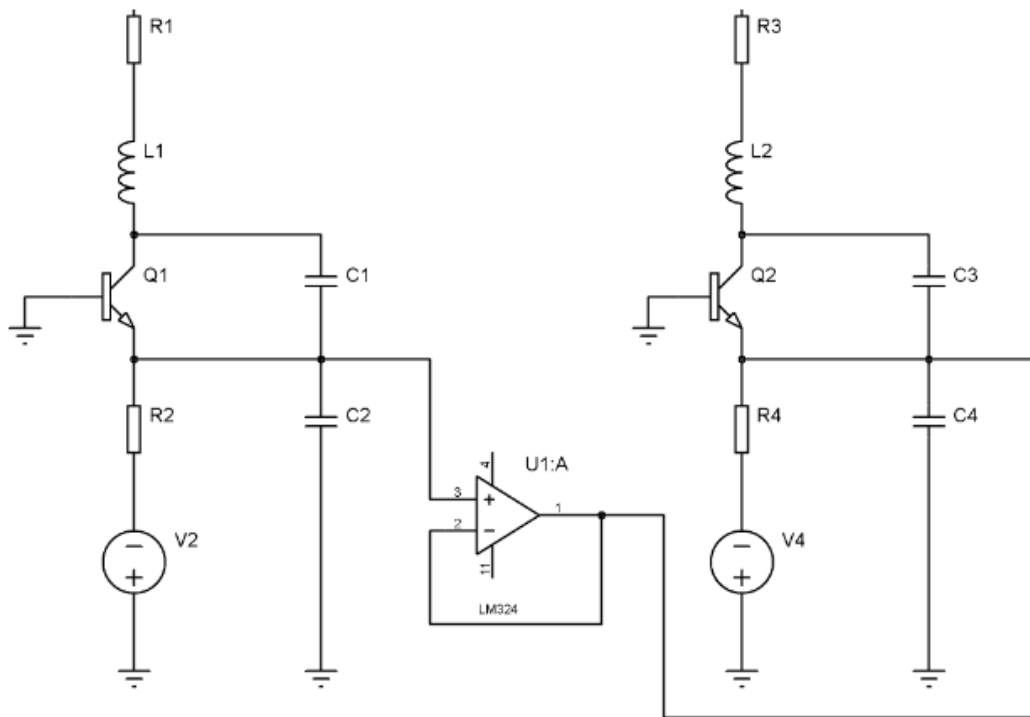 R1
R3
L1
L2
Q1
C1
Q2
C3
R2
C2
R4
C4
U1:A
4
3
+
1
2
−
11
V2
−
+
V4
−
+
LM324